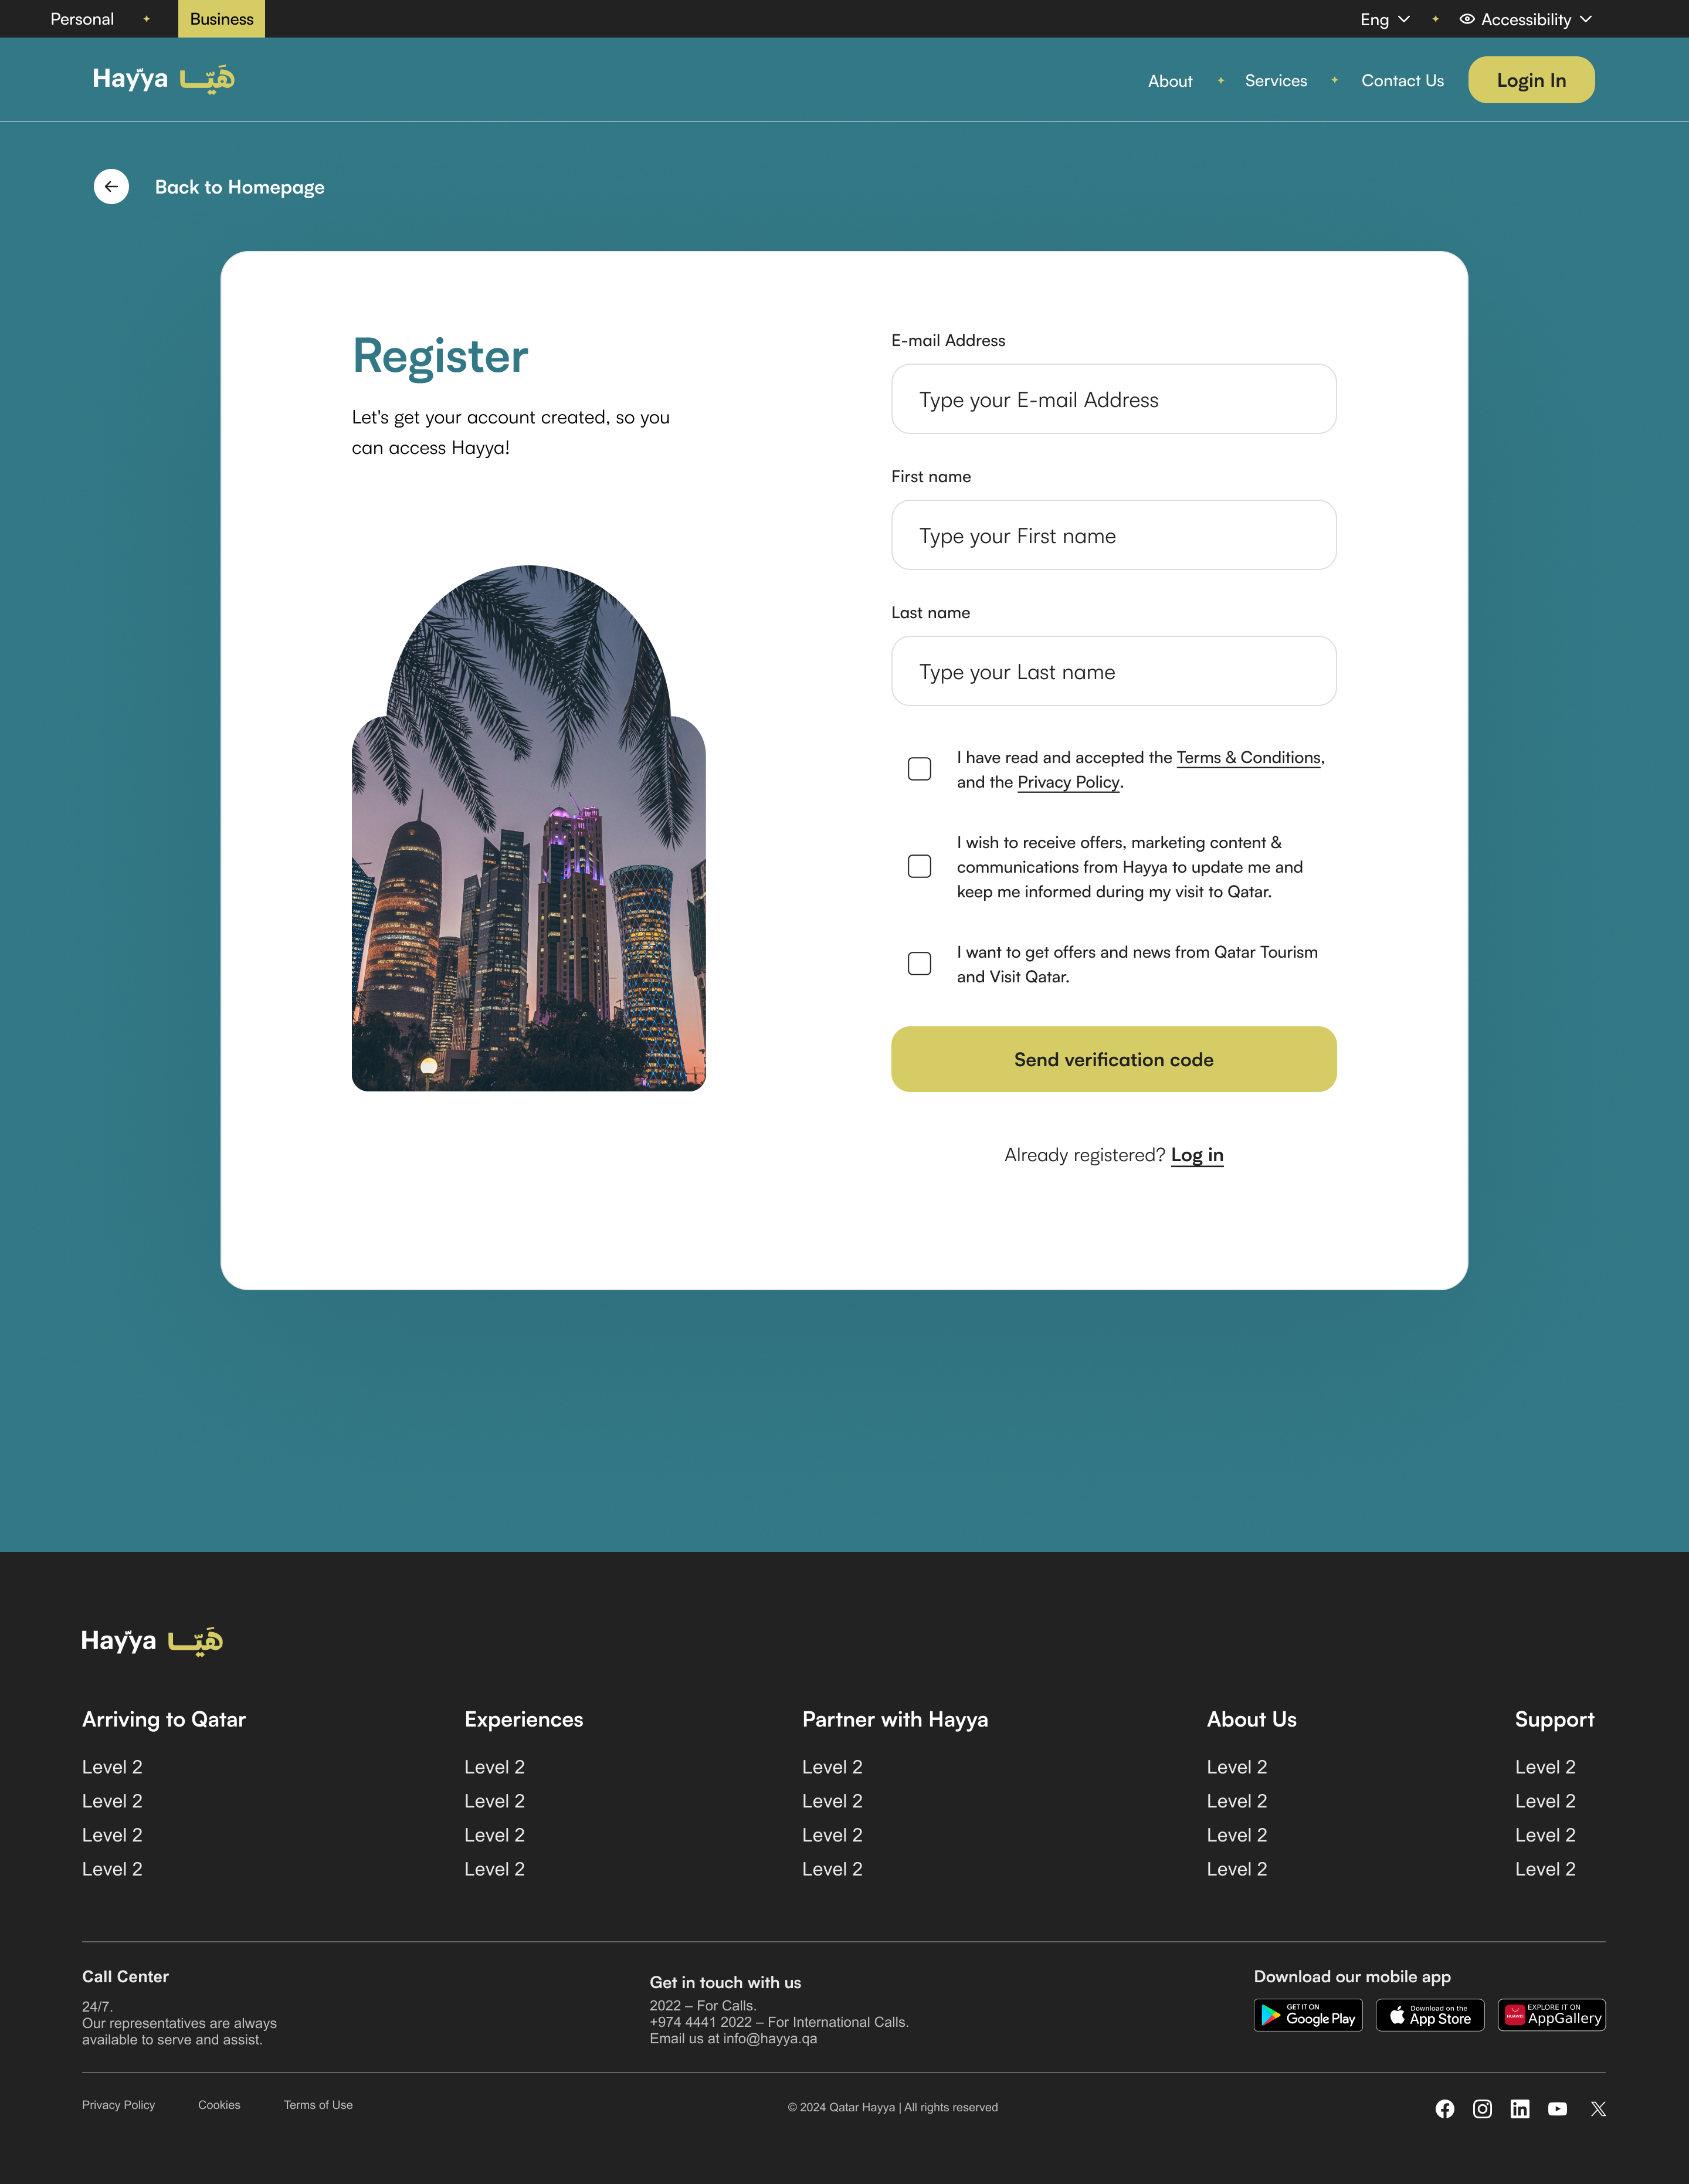 Personal
Business
Eng
Accessibility
Hayya هَيّـا
About
Services
Contact Us
Login In
Back to Homepage
Register
Let's get your account created, so you
can access Hayya!
E-mail Address
Type your E-mail Address
First name
Type your First name
Last name
Type your Last name
I have read and accepted the Terms & Conditions,
and the Privacy Policy.
I wish to receive offers, marketing content &
communications from Hayya to update me and
keep me informed during my visit to Qatar.
I want to get offers and news from Qatar Tourism
and Visit Qatar.
Send verification code
Already registered? Log in
Hayya هَيّـا
Arriving to Qatar
Level 2
Level 2
Level 2
Level 2
Experiences
Level 2
Level 2
Level 2
Level 2
Partner with Hayya
Level 2
Level 2
Level 2
Level 2
About Us
Level 2
Level 2
Level 2
Level 2
Support
Level 2
Level 2
Level 2
Level 2
Call Center
24/7.
Our representatives are always
available to serve and assist.
Get in touch with us
2022 – For Calls.
+974 4441 2022 – For International Calls.
Email us at info@hayya.qa
Download our mobile app
GET IT ON
Google Play
Download on the
App Store
HUAWEI
EXPLORE IT ON
AppGallery
Privacy Policy
Cookies
Terms of Use
© 2024 Qatar Hayya | All rights reserved